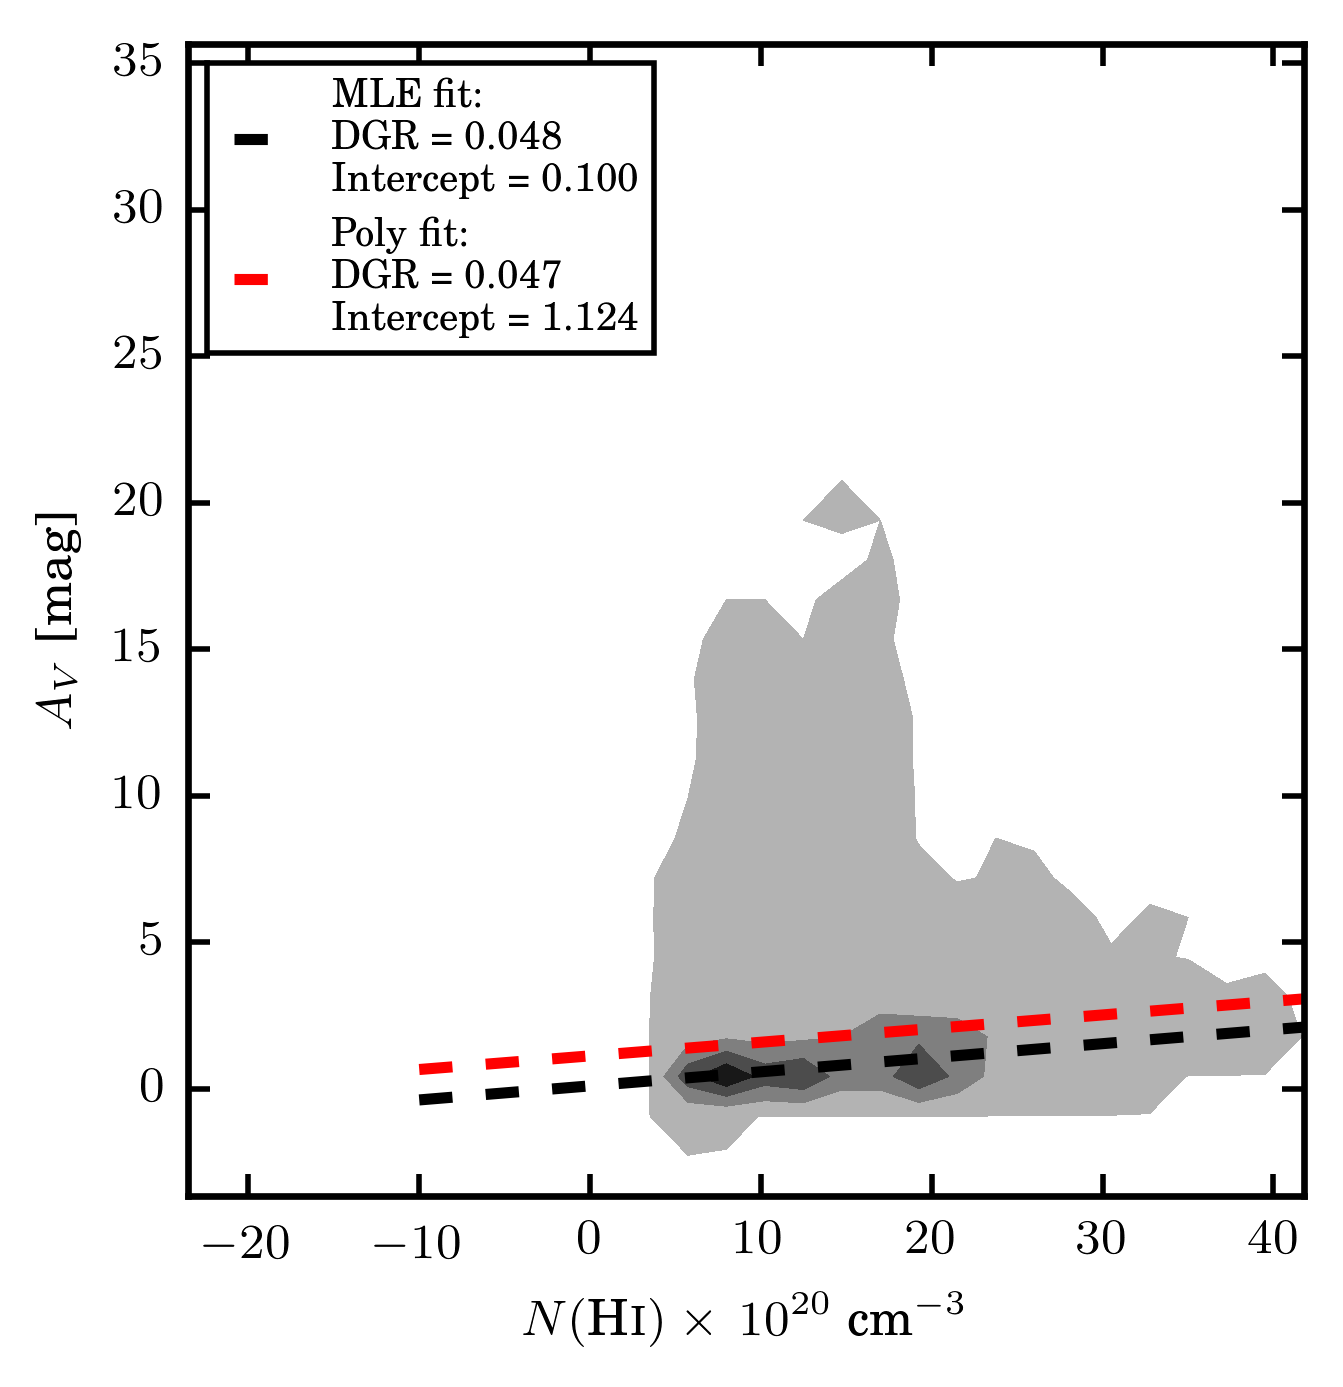 MLE fit:
DGR = 0.048
Intercept = 0.100
Poly fit:
DGR = 0.047
Intercept = 1.124
35
30
25
20
15
10
5
0
A_V [mag]
−20 −10 0 10 20 30 40
N(HI) × 10^20 cm^−3